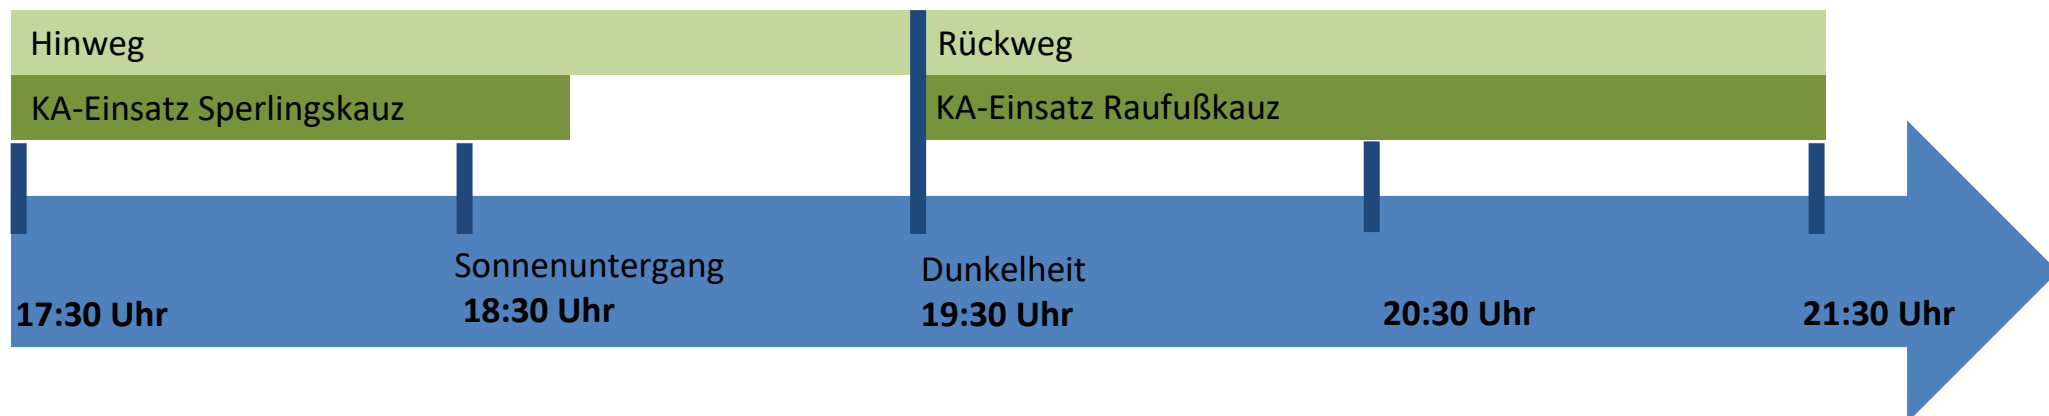 Hinweg
Rückweg
KA-Einsatz Sperlingskauz
KA-Einsatz Raufußkauz
Sonnenuntergang
Dunkelheit
17:30 Uhr
18:30 Uhr
19:30 Uhr
20:30 Uhr
21:30 Uhr